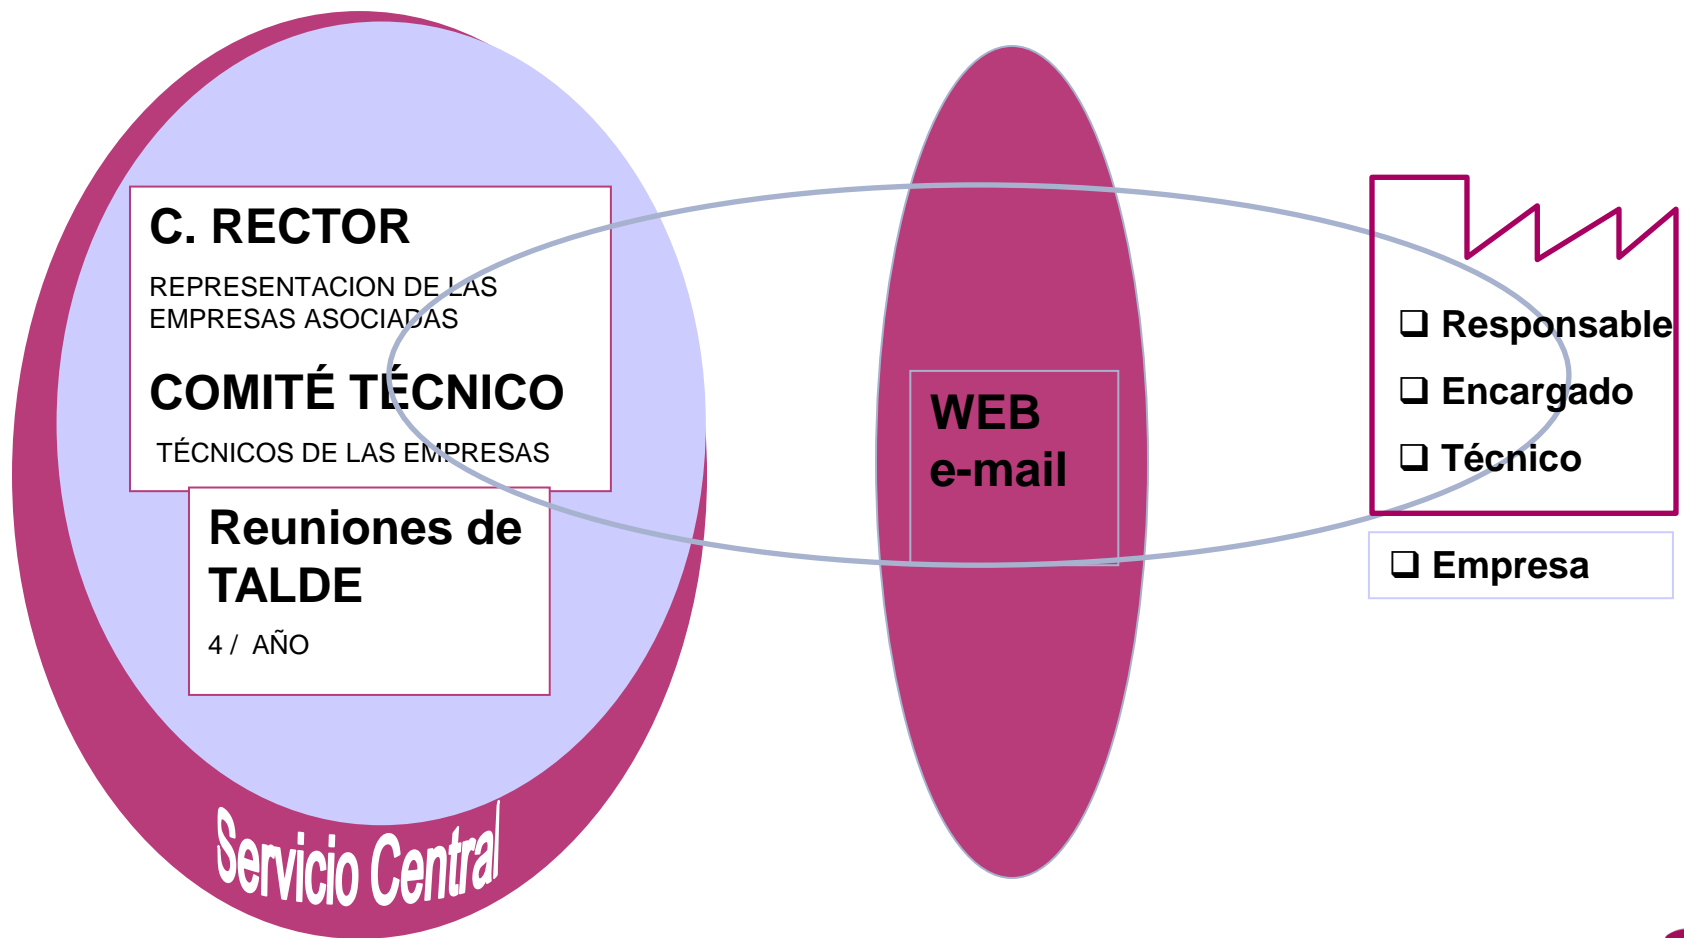 C. RECTOR
REPRESENTACION DE LAS
EMPRESAS ASOCIADAS
COMITÉ TÉCNICO
TÉCNICOS DE LAS EMPRESAS
Reuniones de
TALDE
4 / AÑO
Servicio Central
WEB
e-mail
❑ Responsable
❑ Encargado
❑ Técnico
❑ Empresa